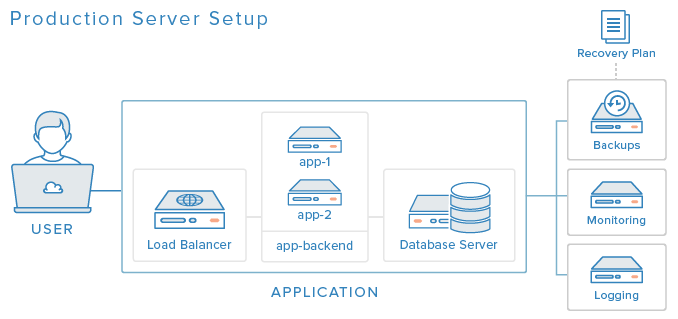 Production Server Setup
Recovery Plan
Backups
app-1
app-2
USER
Load Balancer
app-backend
Database Server
Monitoring
Logging
APPLICATION